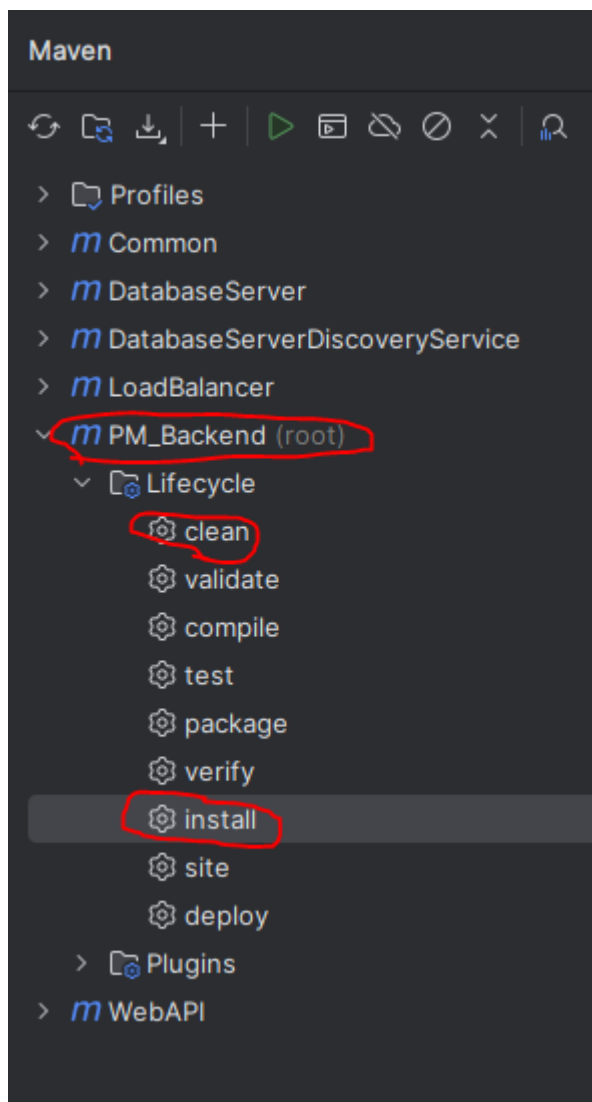 Maven
Profiles
m Common
m DatabaseServer
m DatabaseServerDiscoveryService
m LoadBalancer
m PM_Backend (root)
Lifecycle
clean
validate
compile
test
package
verify
install
site
deploy
Plugins
m WebAPI